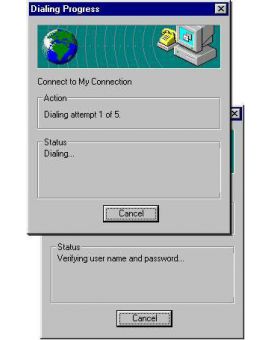 Dialing Progress
Connect to My Connection
Action
Dialing attempt 1 of 5.
Status
Dialing...
Cancel
Status
Verifying user name and password...
Cancel